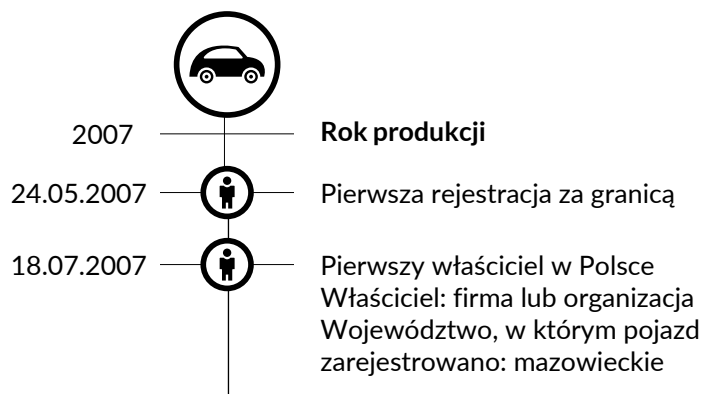 2007
Rok produkcji
24.05.2007
Pierwsza rejestracja za granicą
18.07.2007
Pierwszy właściciel w Polsce
Właściciel: firma lub organizacja
Województwo, w którym pojazd
zarejestrowano: mazowieckie